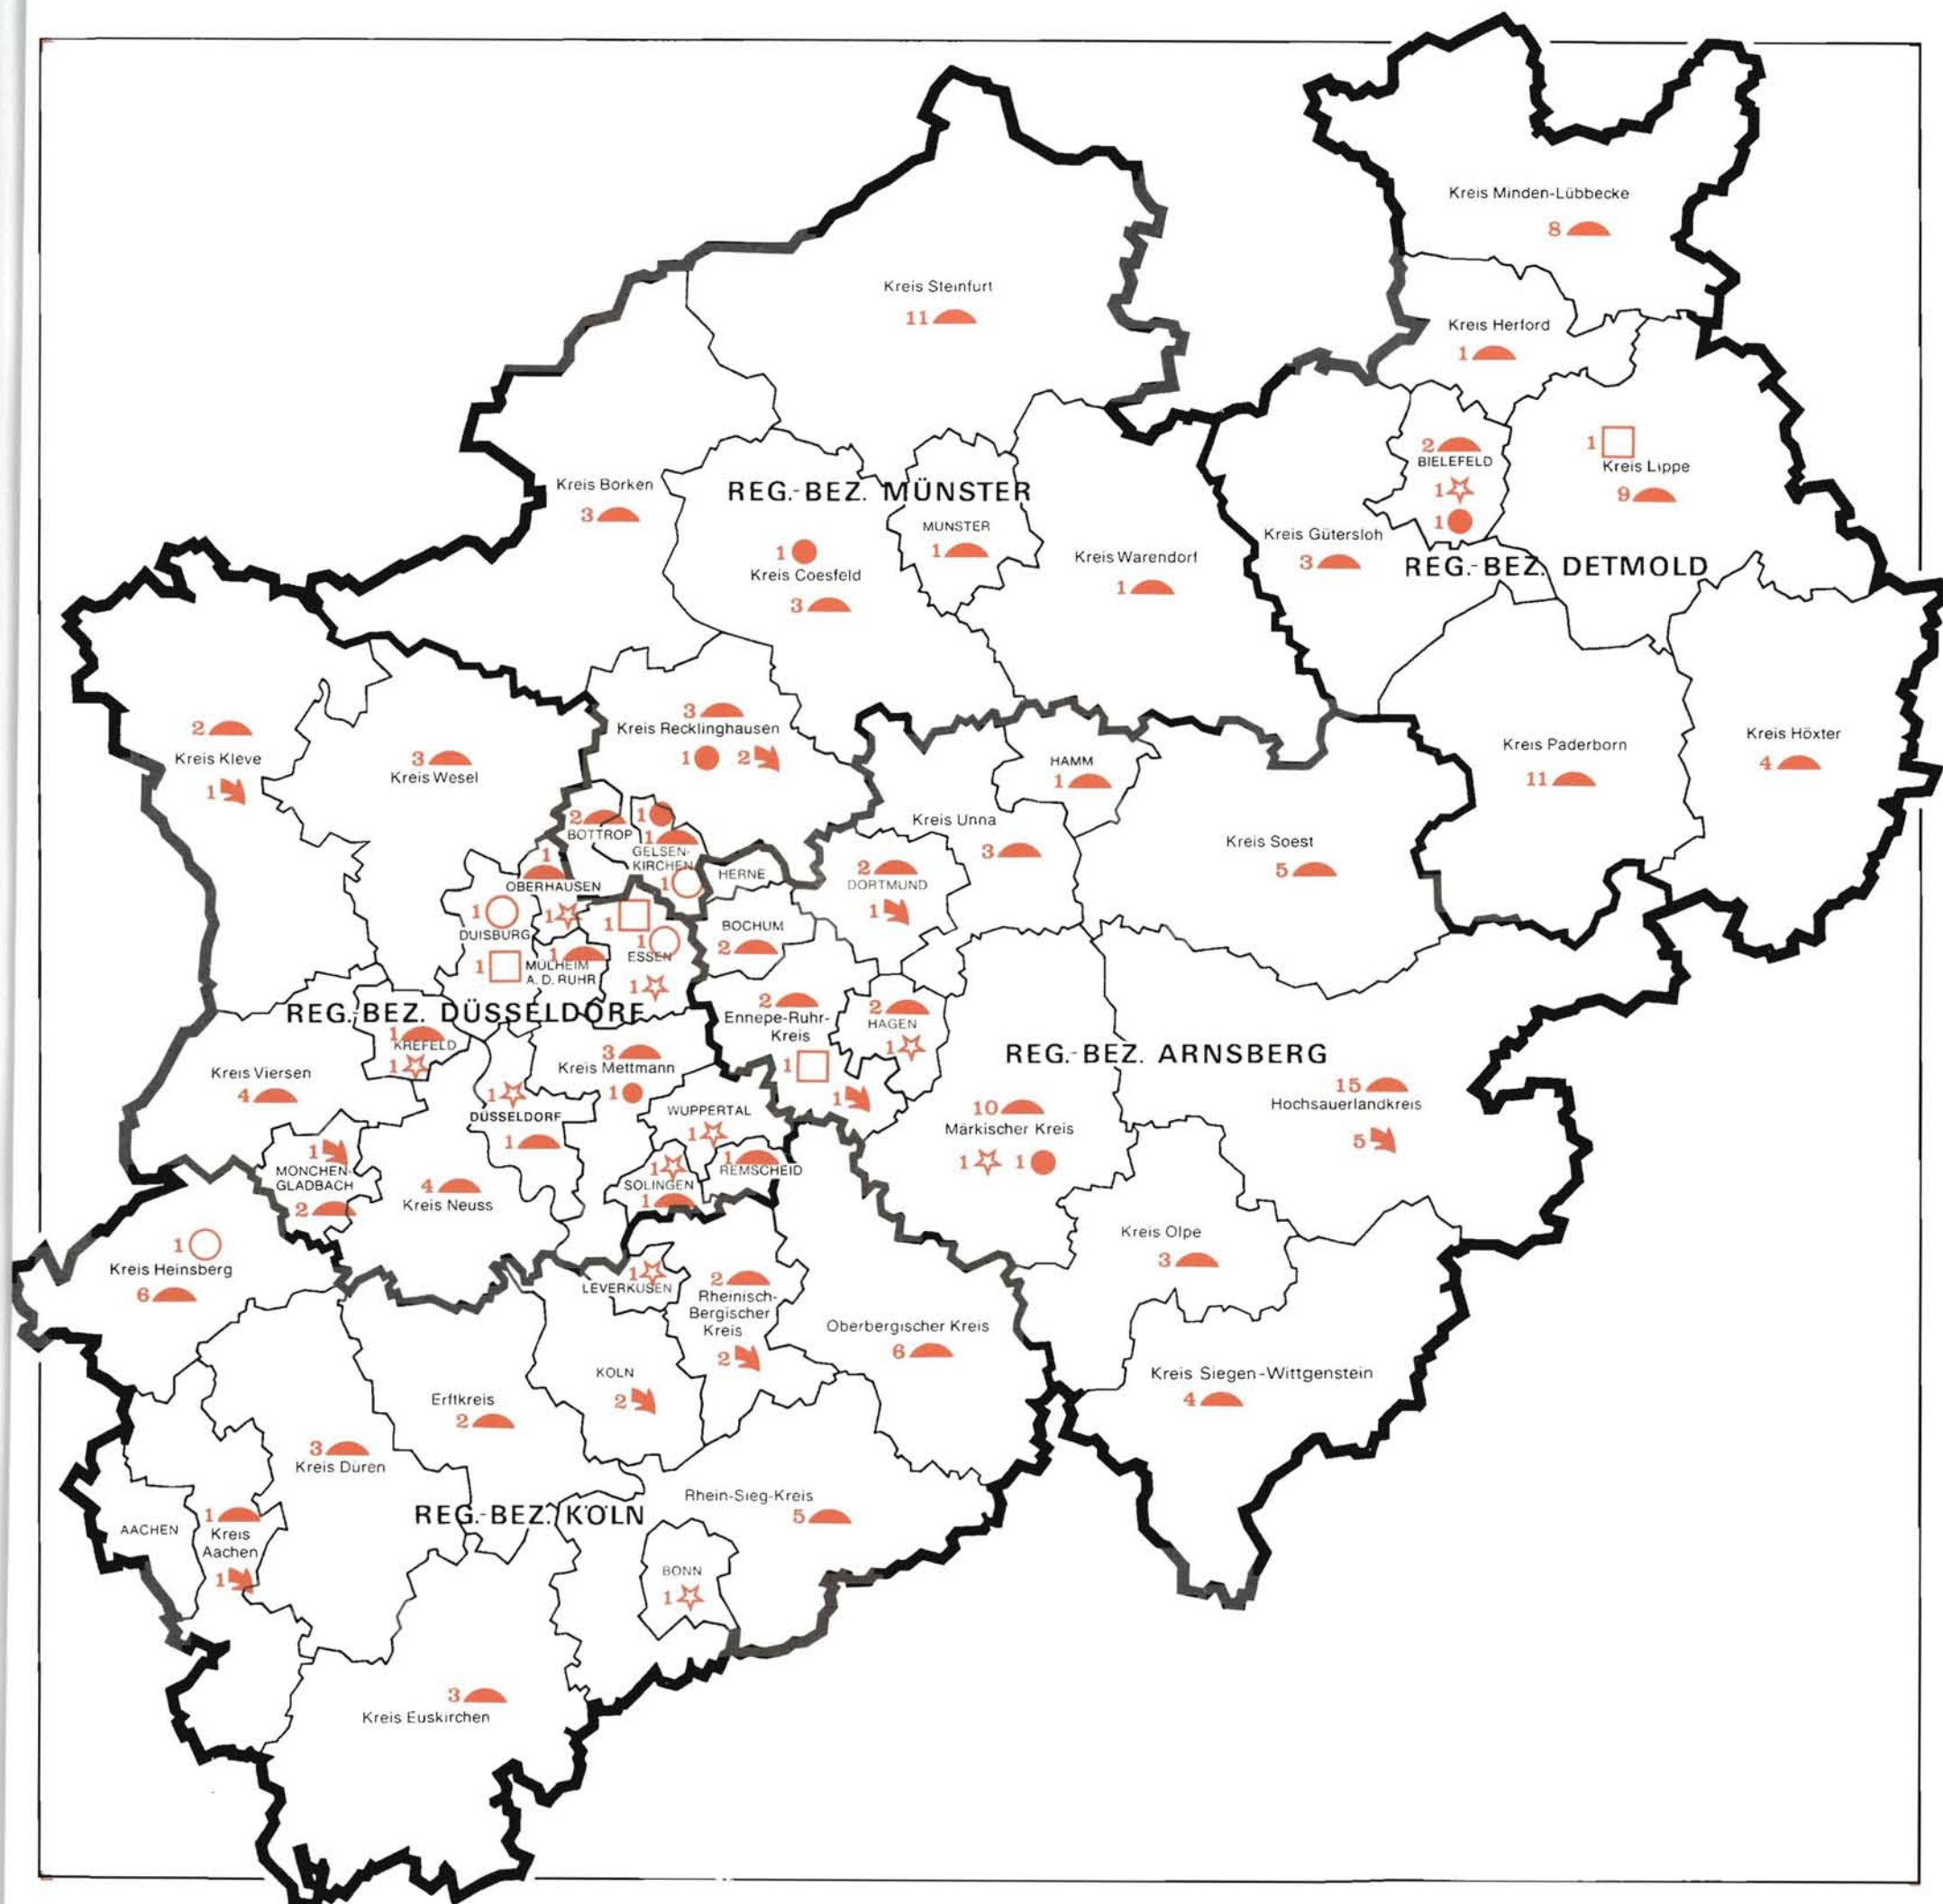 Kreis Minden-Lübbecke
8
Kreis Steinfurt
11
Kreis Herford
1
2
BIELEFELD
1
1
1
Kreis Lippe
9
Kreis Borken
3
REG.-BEZ. MÜNSTER
MUNSTER
1
1
Kreis Coesfeld
3
Kreis Warendorf
1
Kreis Gütersloh
3
REG.-BEZ. DETMOLD
2
Kreis Kleve
1
3
Kreis Wesel
3
Kreis Recklinghausen
1 2
HAMM
1
Kreis Paderborn
11
Kreis Höxter
4
2
BOTTROP
1
1
GELSEN-
KIRCHEN
1
HERNE
Kreis Unna
3
Kreis Soest
5
1
OBERHAUSEN
1
1
DUISBURG
1
1
MÜLHEIM
A. D. RUHR
1
1
ESSEN
1
BOCHUM
2
2
DORTMUND
1
REG.-BEZ. DÜSSELDORF
1
KREFELD
1
Kreis Viersen
4
3
Kreis Mettmann
1
1
DÜSSELDORF
1
2
Ennepe-Ruhr-
Kreis
1
1
2
HAGEN
1
REG.-BEZ. ARNSBERG
15
Hochsauerlandkreis
5
10
Märkischer Kreis
1 1
WUPPERTAL
1
1
REMSCHEID
1
SOLINGEN
1
1
MÖNCHEN-
GLADBACH
2
4
Kreis Neuss
1
Kreis Heinsberg
6
1
LEVERKUSEN
2
Rheinisch-
Bergischer
Kreis
2
Kreis Olpe
3
Oberbergischer Kreis
6
Kreis Siegen-Wittgenstein
4
KÖLN
2
Erftkreis
2
3
Kreis Düren
REG.-BEZ. KÖLN
Rhein-Sieg-Kreis
5
AACHEN
1
Kreis
Aachen
1
BONN
1
3
Kreis Euskirchen